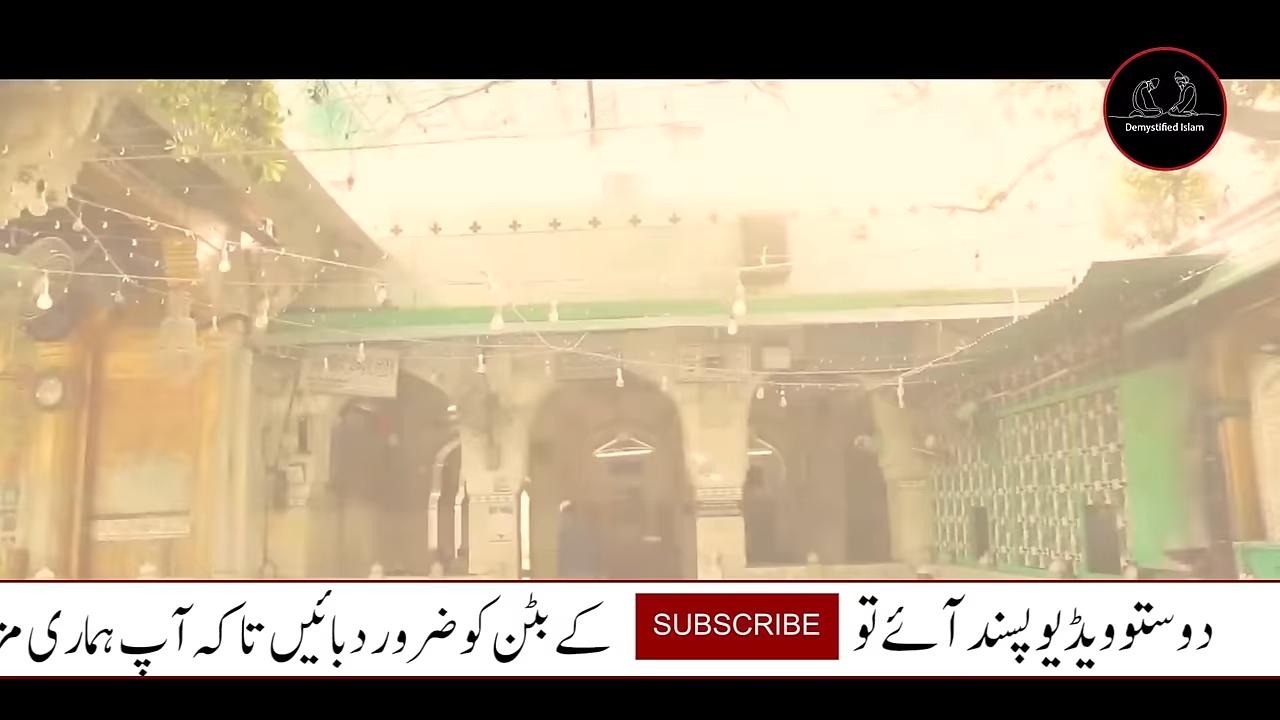 Demystified Islam
دوستو ویڈیو پسند آئے تو SUBSCRIBE کے بٹن کو ضرور دبائیں تاکہ آپ ہماری